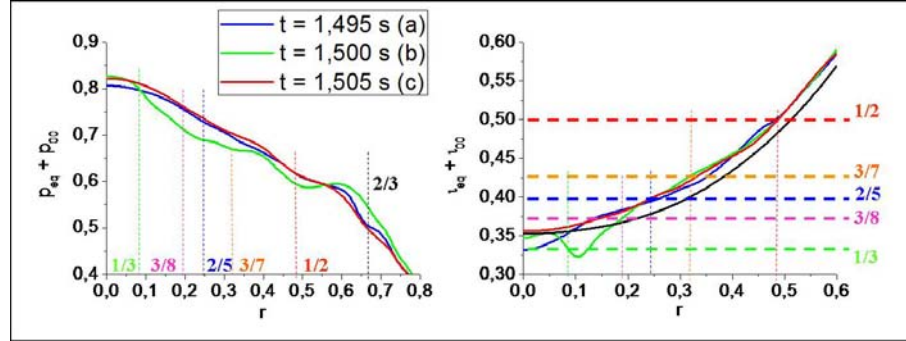 t = 1,495 s (a)
t = 1,500 s (b)
t = 1,505 s (c)
p_eq + p_00
0,9
0,8
0,7
0,6
0,5
0,4
1/3
3/8
2/5
3/7
1/2
2/3
0,0 0,1 0,2 0,3 0,4 0,5 0,6 0,7 0,8
r
ι_eq + ι_00
0,60
0,55
0,50
0,45
0,40
0,35
0,30
1/2
3/7
2/5
3/8
1/3
0,0 0,1 0,2 0,3 0,4 0,5 0,6
r